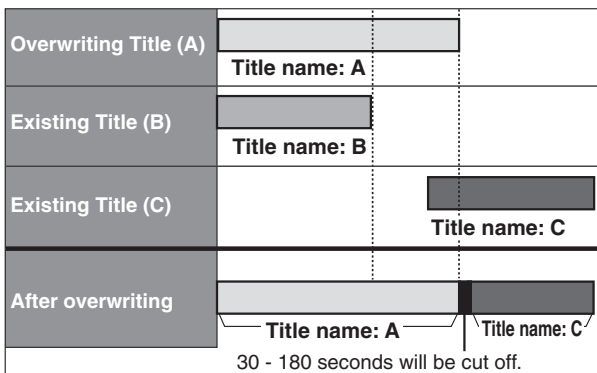 Overwriting Title (A)
Title name: A
Existing Title (B)
Title name: B
Existing Title (C)
Title name: C
After overwriting
Title name: A
Title name: C
30 - 180 seconds will be cut off.